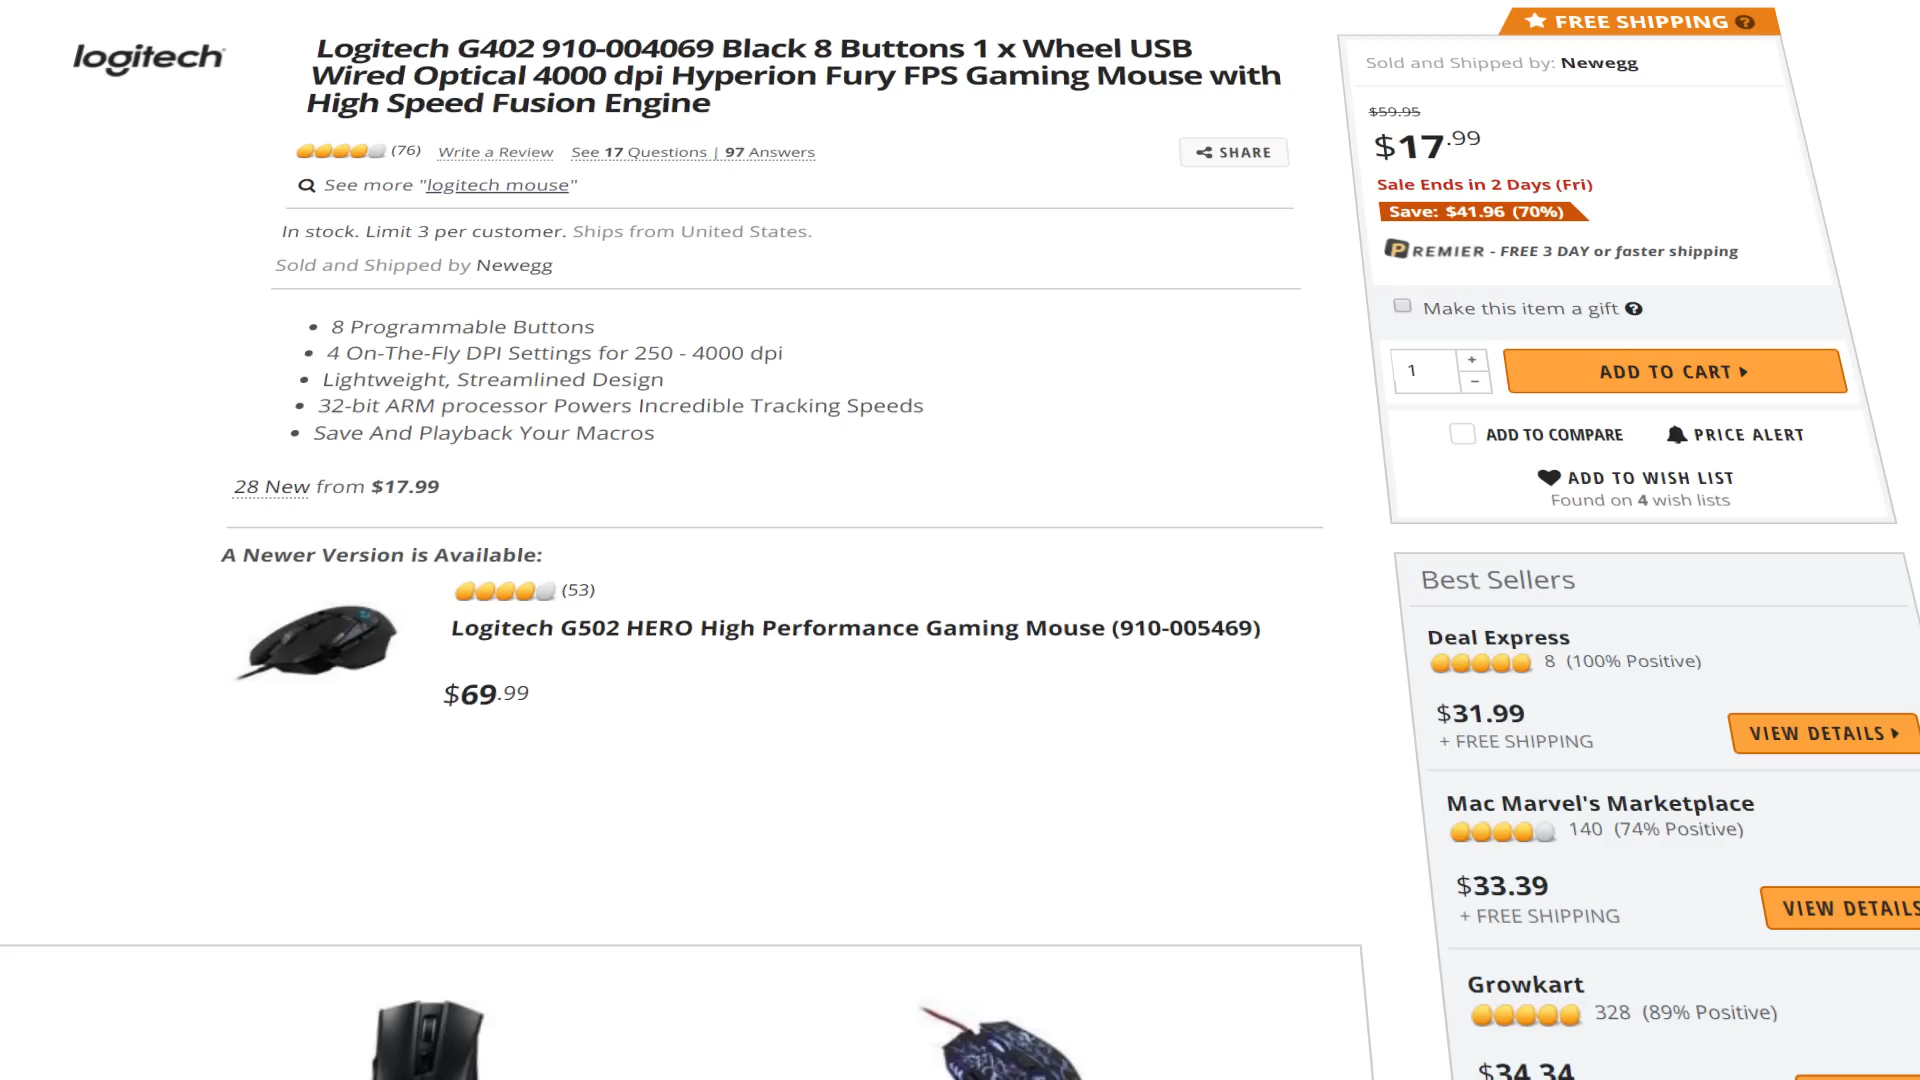 logitech
Logitech G402 910-004069 Black 8 Buttons 1 x Wheel USB
Wired Optical 4000 dpi Hyperion Fury FPS Gaming Mouse with
High Speed Fusion Engine
(76) Write a Review See 17 Questions | 97 Answers
SHARE
See more "logitech mouse"
In stock. Limit 3 per customer. Ships from United States.
Sold and Shipped by Newegg
8 Programmable Buttons
4 On-The-Fly DPI Settings for 250 - 4000 dpi
Lightweight, Streamlined Design
32-bit ARM processor Powers Incredible Tracking Speeds
Save And Playback Your Macros
28 New from $17.99
A Newer Version is Available:
(53)
Logitech G502 HERO High Performance Gaming Mouse (910-005469)
$69.99
FREE SHIPPING ?
Sold and Shipped by: Newegg
$59.95
$17.99
Sale Ends in 2 Days (Fri)
Save: $41.96 (70%)
PREMIER - FREE 3 DAY or faster shipping
Make this item a gift ?
1 + −
ADD TO CART
ADD TO COMPARE PRICE ALERT
ADD TO WISH LIST
Found on 4 wish lists
Best Sellers
Deal Express
8 (100% Positive)
$31.99
+ FREE SHIPPING
VIEW DETAILS
Mac Marvel's Marketplace
140 (74% Positive)
$33.39
+ FREE SHIPPING
VIEW DETAILS
Growkart
328 (89% Positive)
$34.34